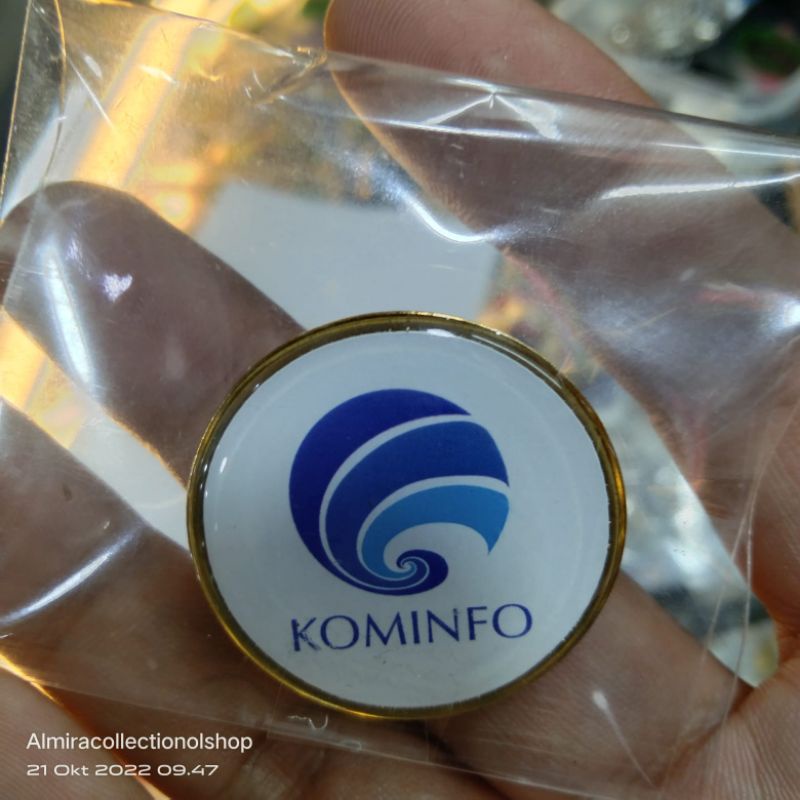 KOMINFO
Almiracollectionolshop
21 Okt 2022 09.47